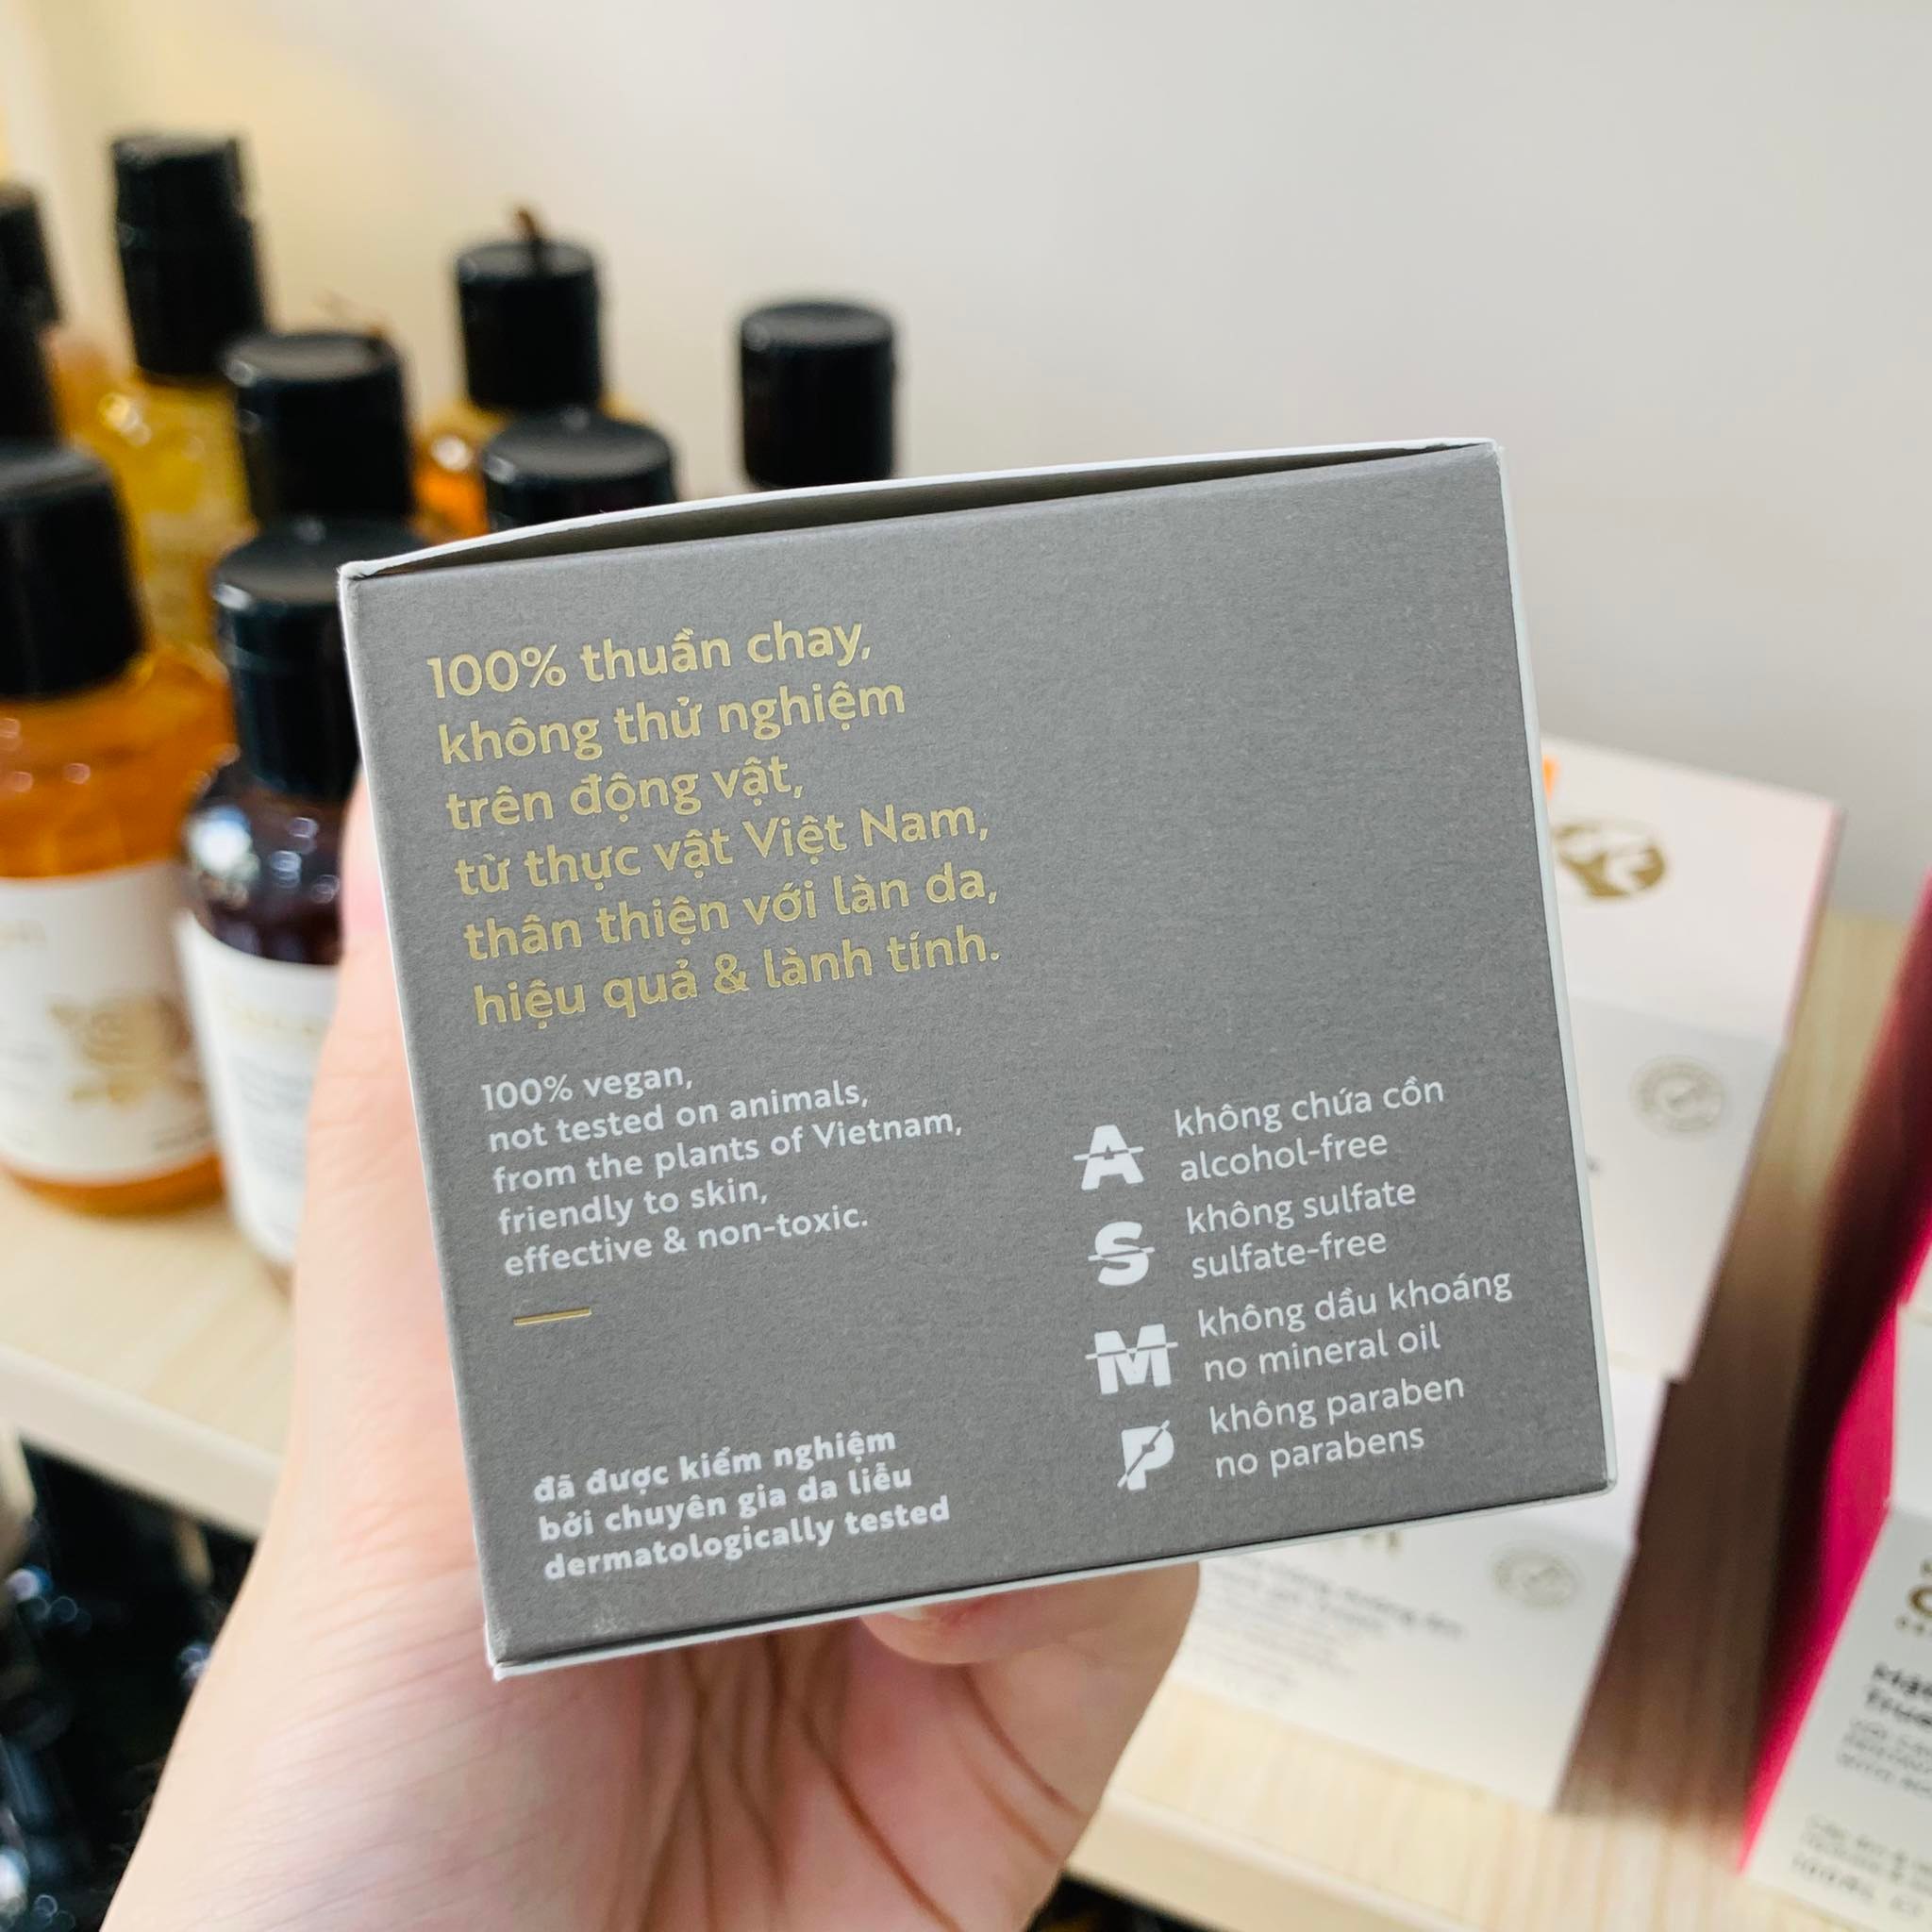 100% thuần chay,
không thử nghiệm
trên động vật,
từ thực vật Việt Nam,
thân thiện với làn da,
hiệu quả & lành tính.
100% vegan,
not tested on animals,
from the plants of Vietnam,
friendly to skin,
effective & non-toxic.
đã được kiểm nghiệm
bởi chuyên gia da liễu
dermatologically tested
A
không chứa cồn
alcohol-free
S
không sulfate
sulfate-free
M
không dầu khoáng
no mineral oil
P
không paraben
no parabens